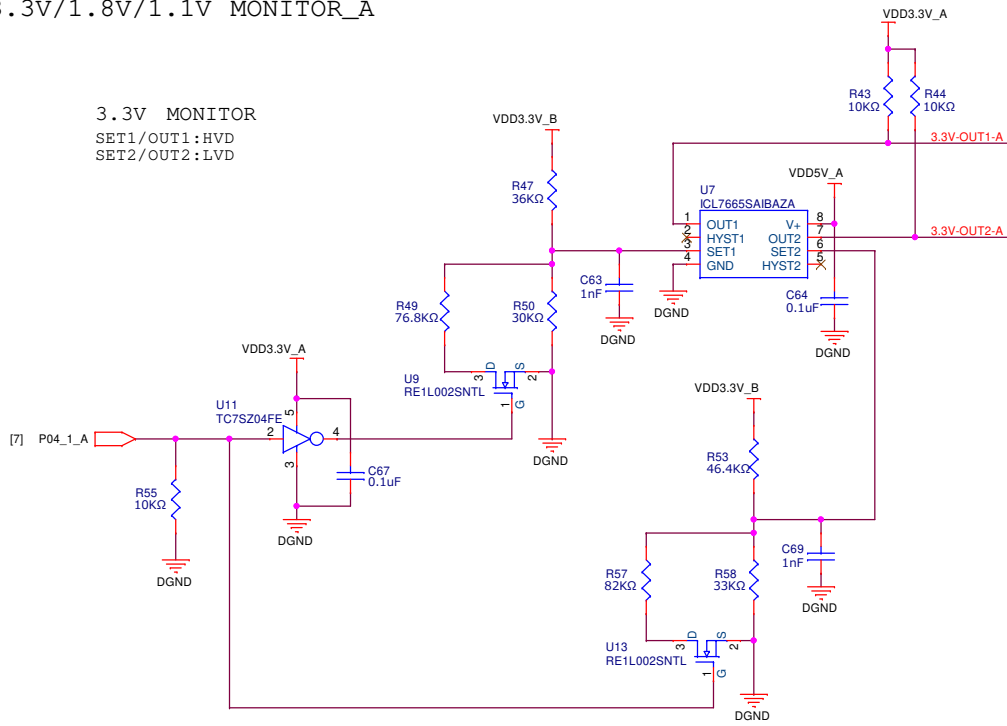 3.3V/1.8V/1.1V MONITOR_A
3.3V MONITOR
SET1/OUT1:HVD
SET2/OUT2:LVD
VDD3.3V_A
R43
10KΩ
R44
10KΩ
3.3V-OUT1-A
VDD3.3V_B
R47
36KΩ
VDD5V_A
U7
ICL7665SAIBAZA
1 OUT1
2 HYST1
3 SET1
4 GND
V+ 8
OUT2 7
SET2 6
HYST2 5
3.3V-OUT2-A
DGND
C63
1nF
DGND
C64
0.1uF
DGND
R49
76.8KΩ
R50
30KΩ
U9
RE1L002SNTL
3 D S 2
1 G
DGND
VDD3.3V_A
U11
TC7SZ04FE
5
2 4
3
[7] P04_1_A
C67
0.1uF
DGND
R55
10KΩ
DGND
VDD3.3V_B
R53
46.4KΩ
C69
1nF
DGND
R57
82KΩ
R58
33KΩ
U13
RE1L002SNTL
3 D S 2
1 G
DGND